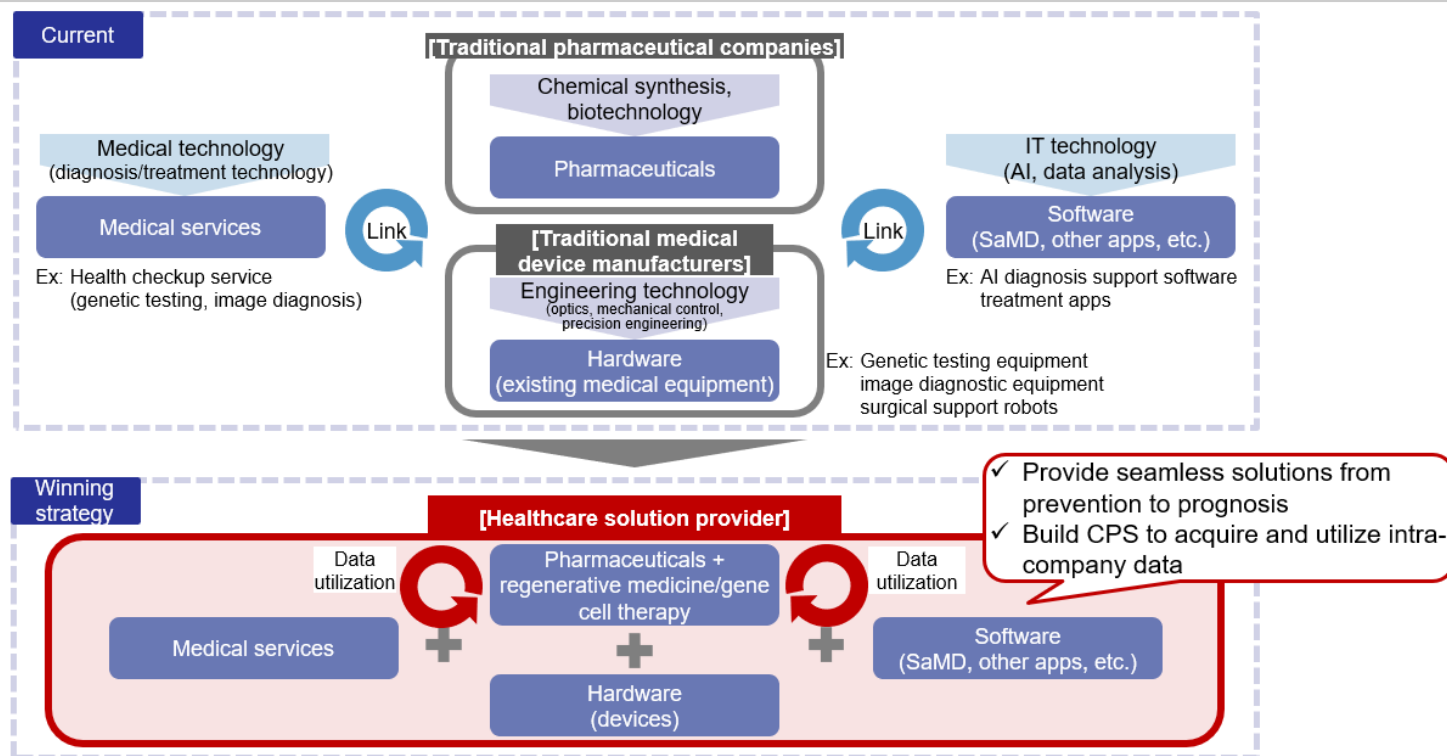 Current
[Traditional pharmaceutical companies]
Chemical synthesis,
biotechnology
Pharmaceuticals
Medical technology
(diagnosis/treatment technology)
Medical services
Ex: Health checkup service
(genetic testing, image diagnosis)
Link
IT technology
(AI, data analysis)
Software
(SaMD, other apps, etc.)
Ex: AI diagnosis support software
treatment apps
Link
[Traditional medical
device manufacturers]
Engineering technology
(optics, mechanical control,
precision engineering)
Hardware
(existing medical equipment)
Ex: Genetic testing equipment
image diagnostic equipment
surgical support robots
Winning
strategy
[Healthcare solution provider]
✓ Provide seamless solutions from
prevention to prognosis
✓ Build CPS to acquire and utilize intra-
company data
Data
utilization
Pharmaceuticals +
regenerative medicine/gene
cell therapy
Data
utilization
Medical services
Software
(SaMD, other apps, etc.)
Hardware
(devices)